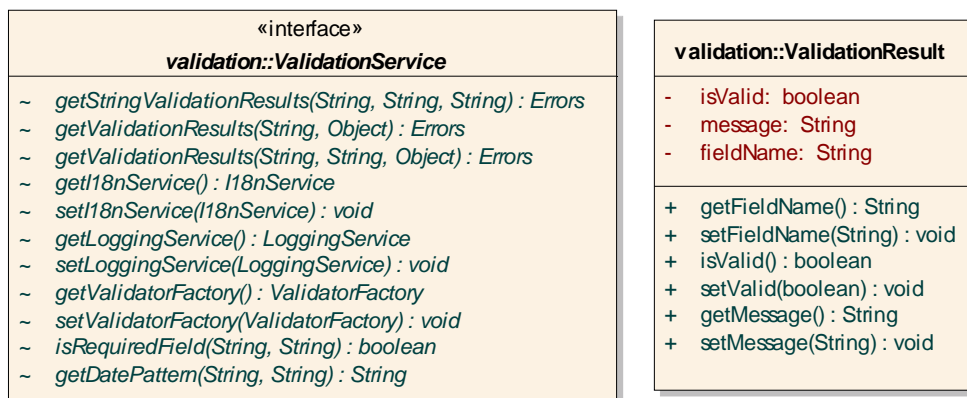 «interface»
validation::ValidationService
~ getStringValidationResults(String, String, String) : Errors
~ getValidationResults(String, Object) : Errors
~ getValidationResults(String, String, Object) : Errors
~ getI18nService() : I18nService
~ setI18nService(I18nService) : void
~ getLoggingService() : LoggingService
~ setLoggingService(LoggingService) : void
~ getValidatorFactory() : ValidatorFactory
~ setValidatorFactory(ValidatorFactory) : void
~ isRequiredField(String, String) : boolean
~ getDatePattern(String, String) : String
validation::ValidationResult
- isValid: boolean
- message: String
- fieldName: String
+ getFieldName() : String
+ setFieldName(String) : void
+ isValid() : boolean
+ setValid(boolean) : void
+ getMessage() : String
+ setMessage(String) : void